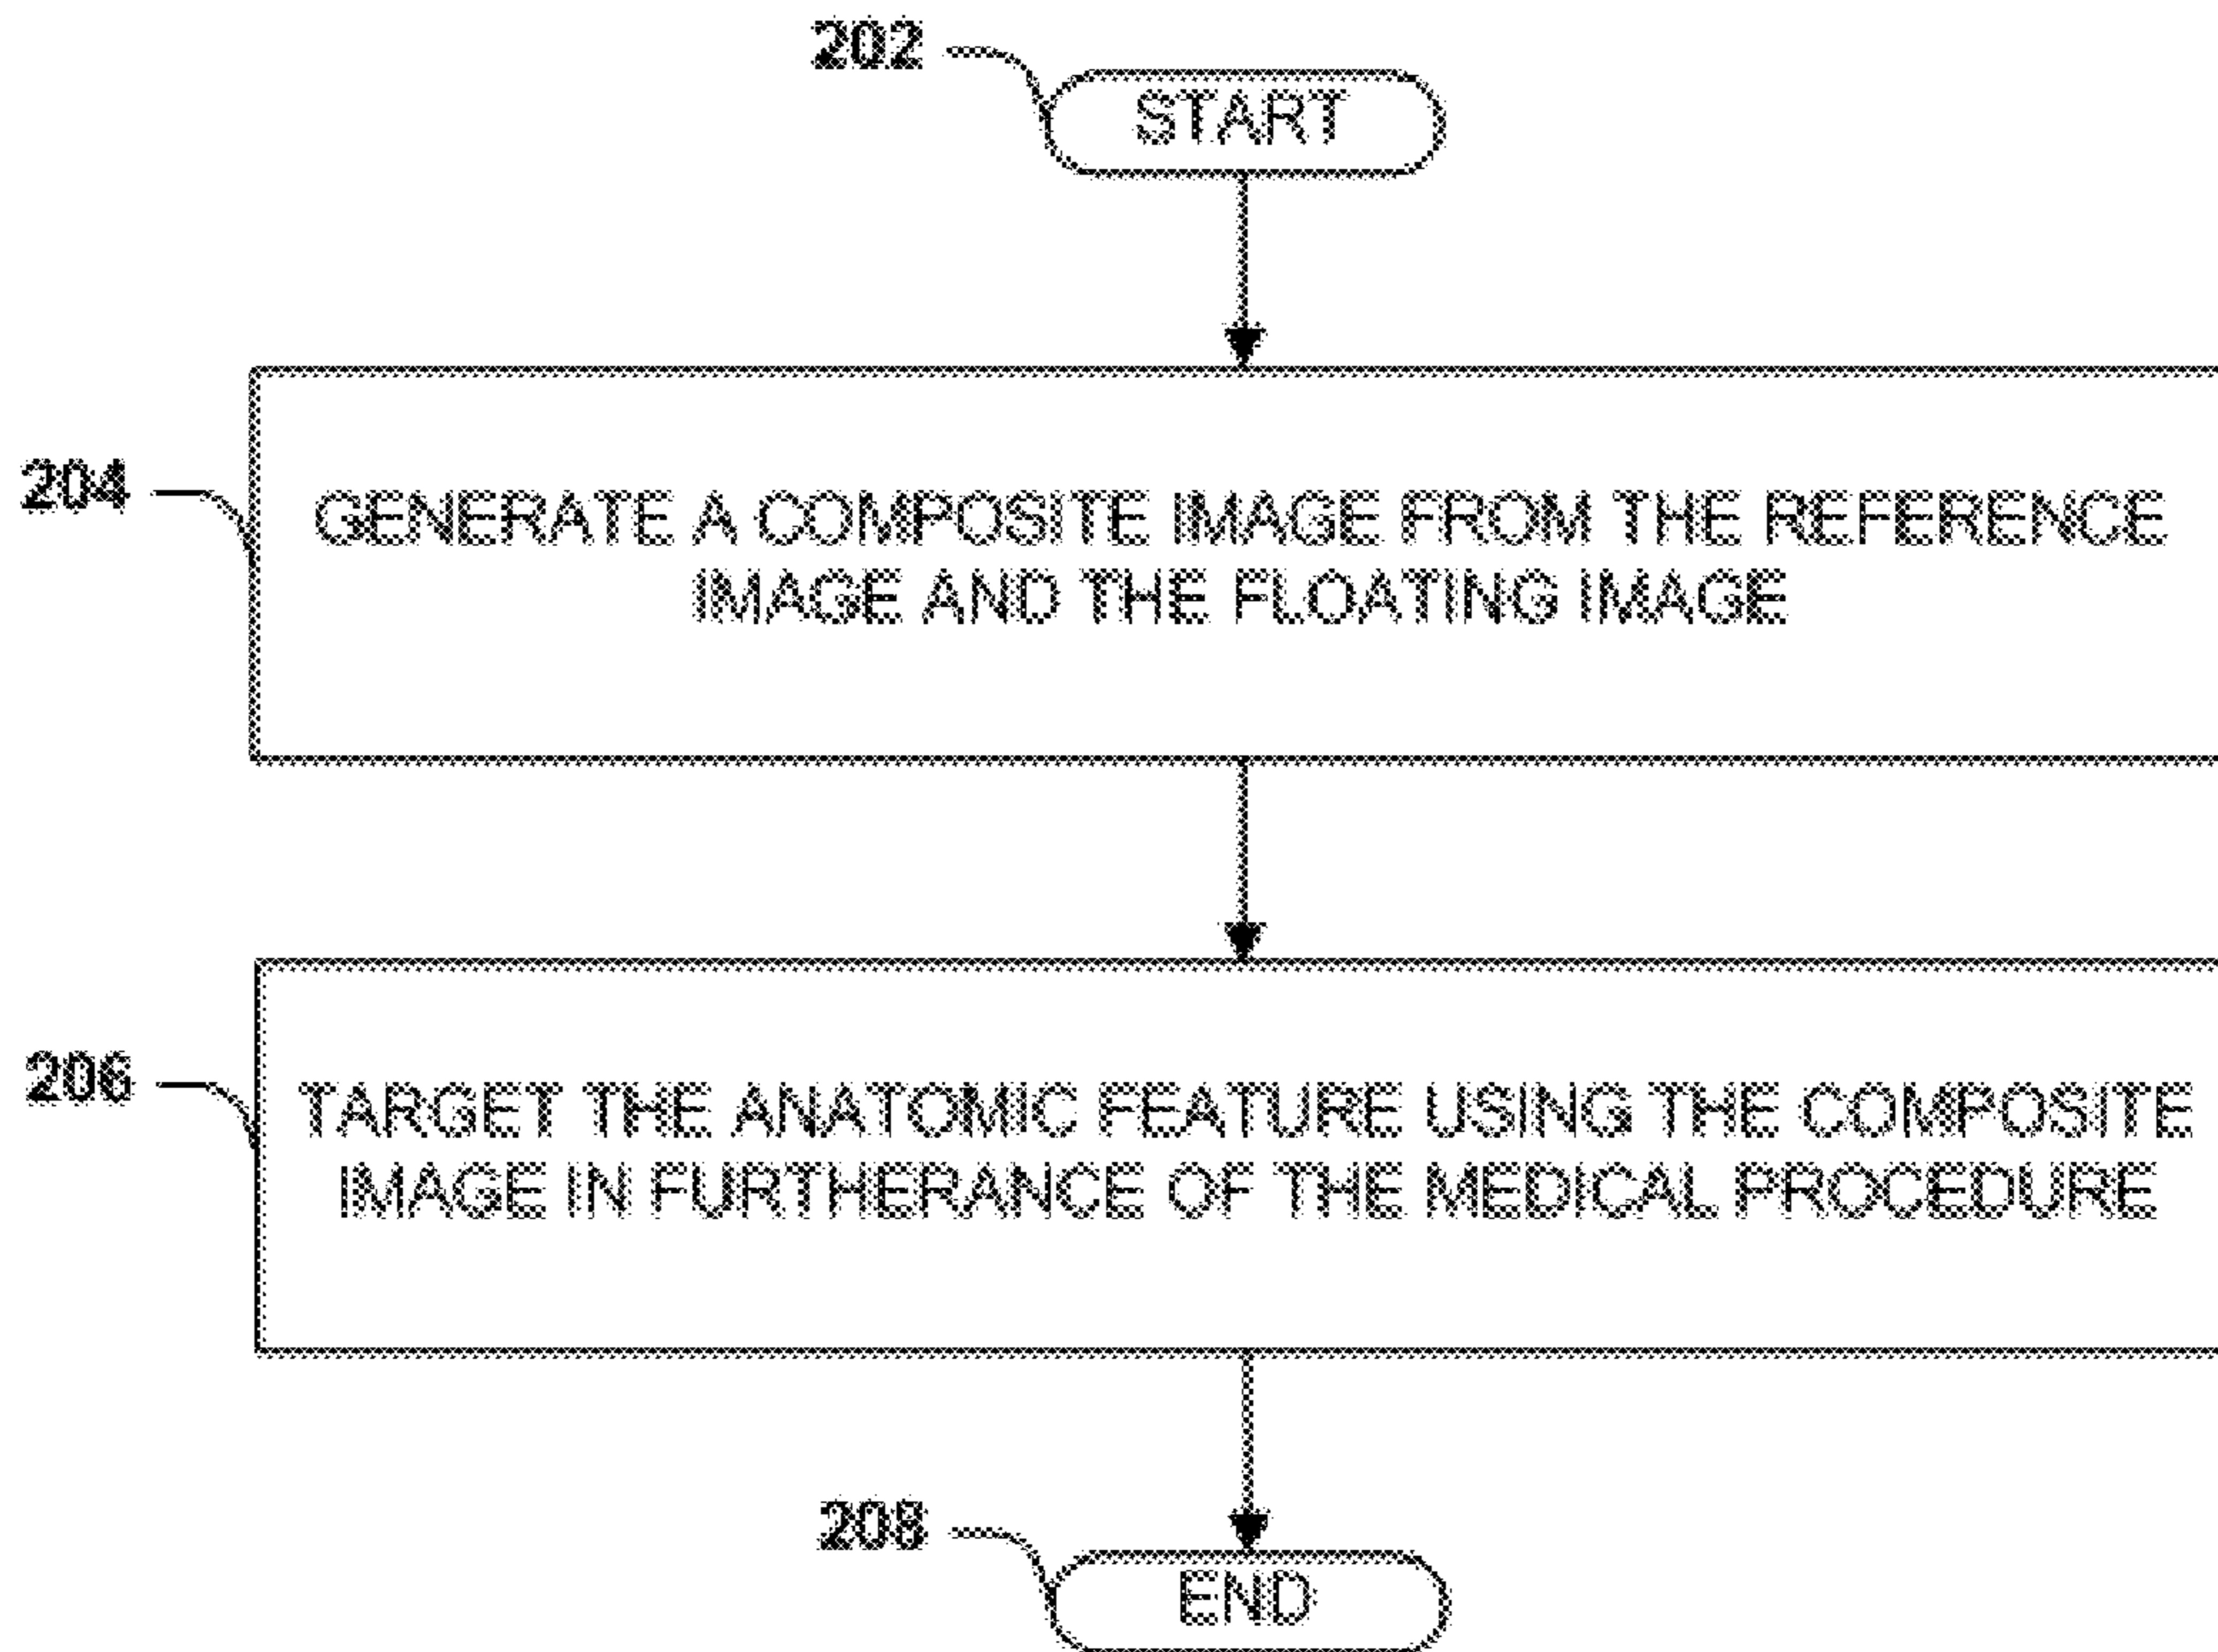 202
START
204
GENERATE A COMPOSITE IMAGE FROM THE REFERENCE
IMAGE AND THE FLOATING IMAGE
206
TARGET THE ANATOMIC FEATURE USING THE COMPOSITE
IMAGE IN FURTHERANCE OF THE MEDICAL PROCEDURE
208
END